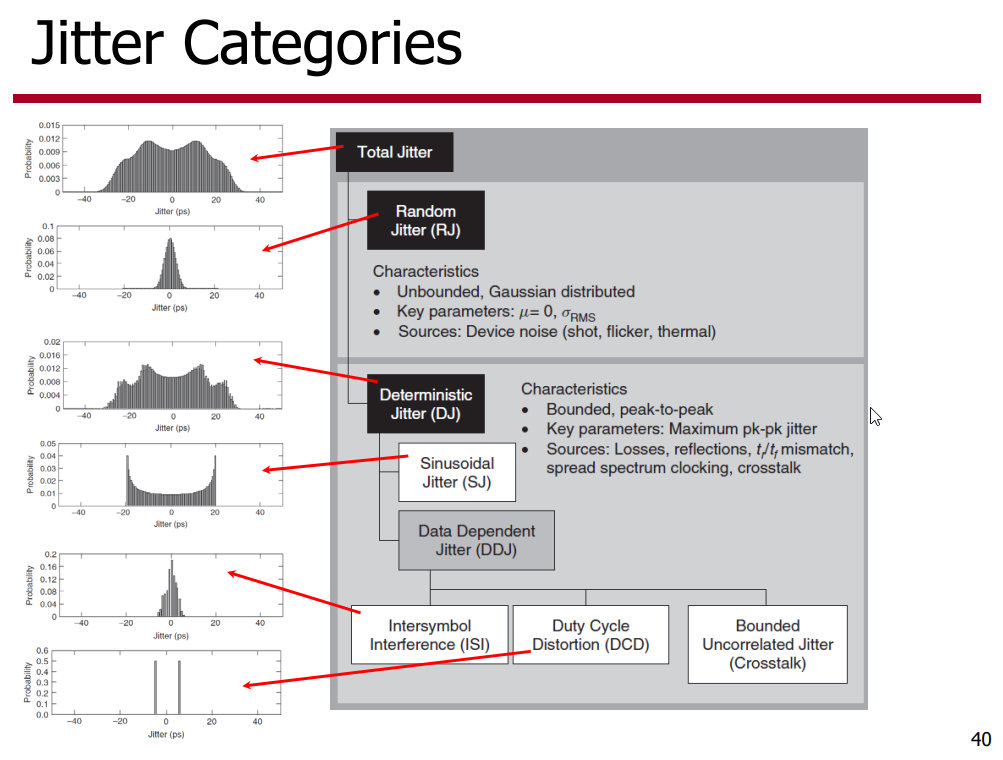 Jitter Categories
0.015
0.012
0.009
0.006
0.003
0
Probability
−40 −20 0 20 40
Jitter (ps)
0.1
0.08
0.06
0.04
0.02
0
Probability
−40 −20 0 20 40
Jitter (ps)
0.02
0.016
0.012
0.008
0.004
0
Probability
−40 −20 0 20 40
Jitter (ps)
0.05
0.04
0.03
0.02
0.01
Probability
−40 −20 0 20 40
Jitter (ps)
0.2
0.16
0.12
0.08
0.04
0
Probability
−40 −20 0 20 40
Jitter (ps)
0.6
0.5
0.4
0.3
0.2
0.1
0.0
Probability
−40 −20 0 20 40
Jitter (ps)
Total Jitter
Random
Jitter (RJ)
Characteristics
• Unbounded, Gaussian distributed
• Key parameters: μ= 0, σRMS
• Sources: Device noise (shot, flicker, thermal)
Deterministic
Jitter (DJ)
Characteristics
• Bounded, peak-to-peak
• Key parameters: Maximum pk-pk jitter
• Sources: Losses, reflections, tr/tf mismatch,
spread spectrum clocking, crosstalk
Sinusoidal
Jitter (SJ)
Data Dependent
Jitter (DDJ)
Intersymbol
Interference (ISI)
Duty Cycle
Distortion (DCD)
Bounded
Uncorrelated Jitter
(Crosstalk)
40